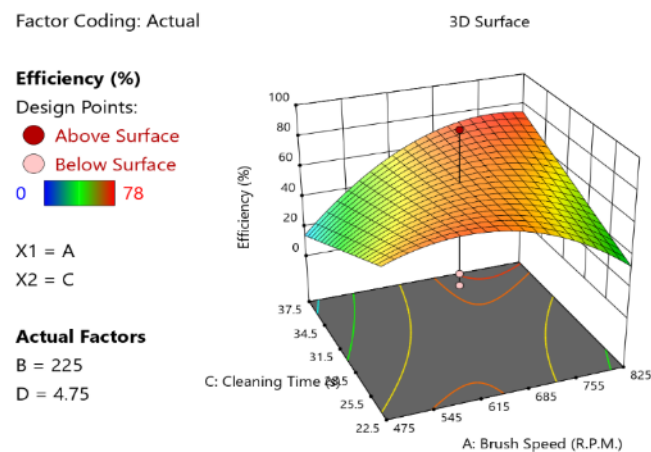 Factor Coding: Actual
3D Surface
Efficiency (%)
Design Points:
Above Surface
Below Surface
0 78
X1 = A
X2 = C
Actual Factors
B = 225
D = 4.75
Efficiency (%)
100
80
60
40
20
0
37.5
34.5
31.5
25.5
22.5
C: Cleaning Time (s)
475
545
615
685
755
825
A: Brush Speed (R.P.M.)